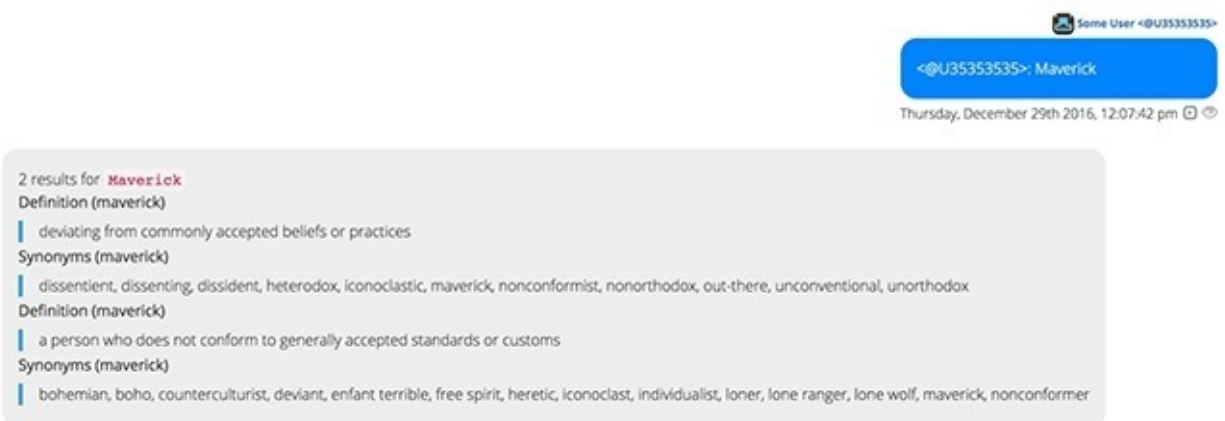 Some User <@U35353535>
<@U35353535>: Maverick
Thursday, December 29th 2016, 12:07:42 pm
2 results for Maverick
Definition (maverick)
deviating from commonly accepted beliefs or practices
Synonyms (maverick)
dissentient, dissenting, dissident, heterodox, iconoclastic, maverick, nonconformist, nonorthodox, out-there, unconventional, unorthodox
Definition (maverick)
a person who does not conform to generally accepted standards or customs
Synonyms (maverick)
bohemian, boho, counterculturist, deviant, enfant terrible, free spirit, heretic, iconoclast, individualist, loner, lone ranger, lone wolf, maverick, nonconformer